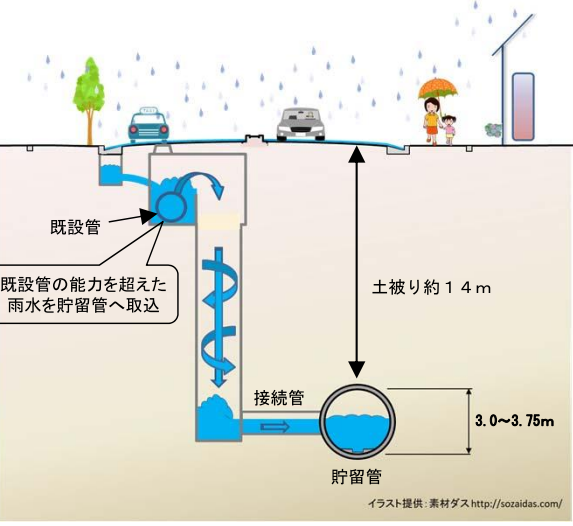 TAXI
既設管
既設管の能力を超えた
雨水を貯留管へ取込
土被り約１４ｍ
接続管
3.0～3.75m
貯留管
イラスト提供：素材ダス http://sozaidas.com/